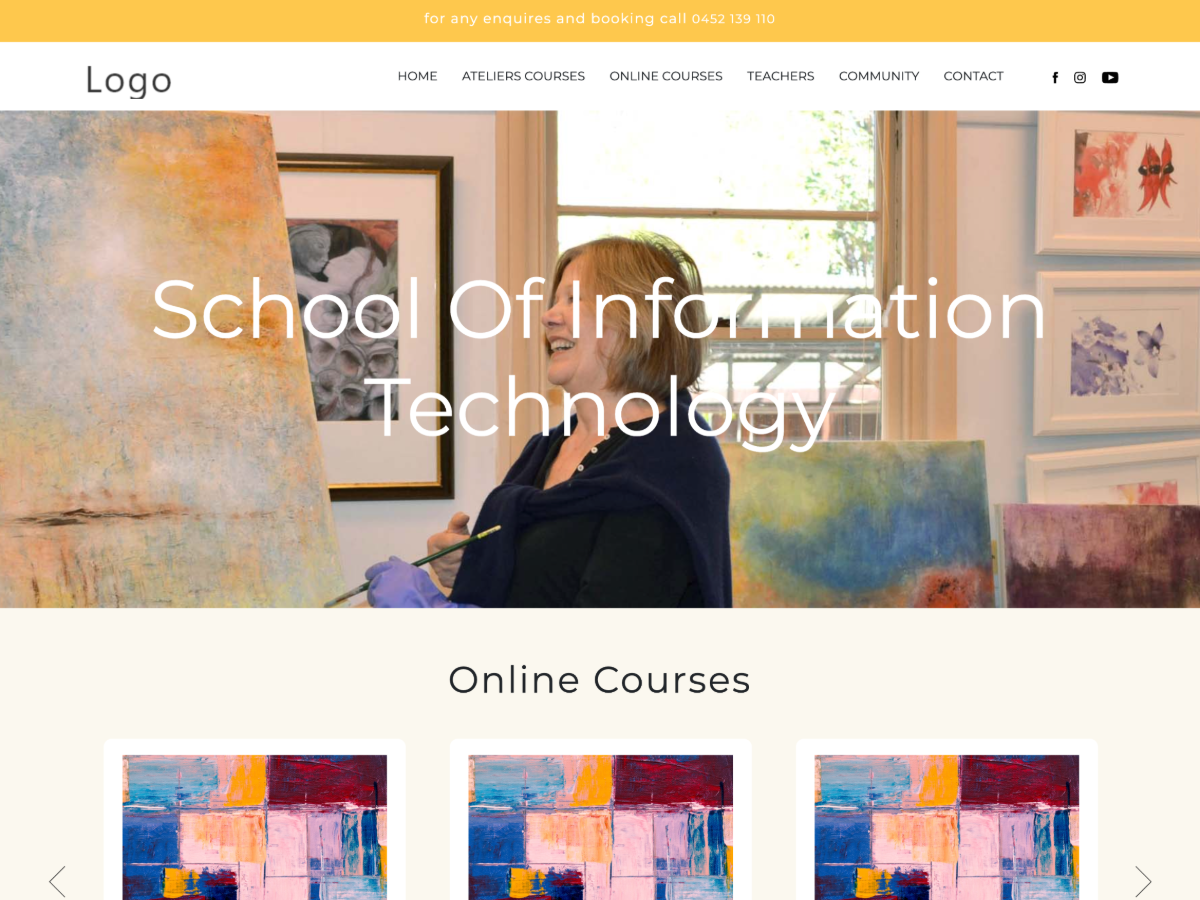 for any enquires and booking call 0452 139 110
Logo
HOME ATELIERS COURSES ONLINE COURSES TEACHERS COMMUNITY CONTACT
School Of Information
Technology
Online Courses